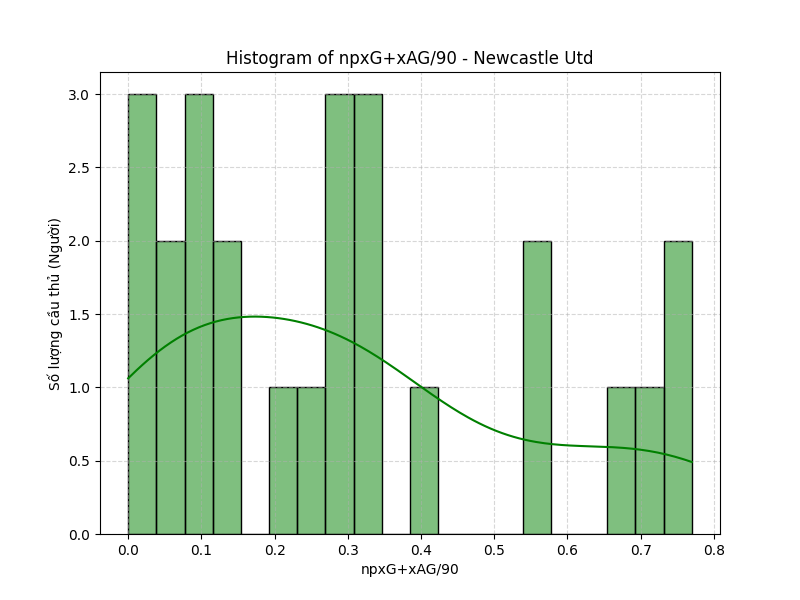 Histogram of npxG+xAG/90 - Newcastle Utd
Số lượng cầu thủ (Người)
3.0
2.5
2.0
1.5
1.0
0.5
0.0
0.0 0.1 0.2 0.3 0.4 0.5 0.6 0.7 0.8
npxG+xAG/90